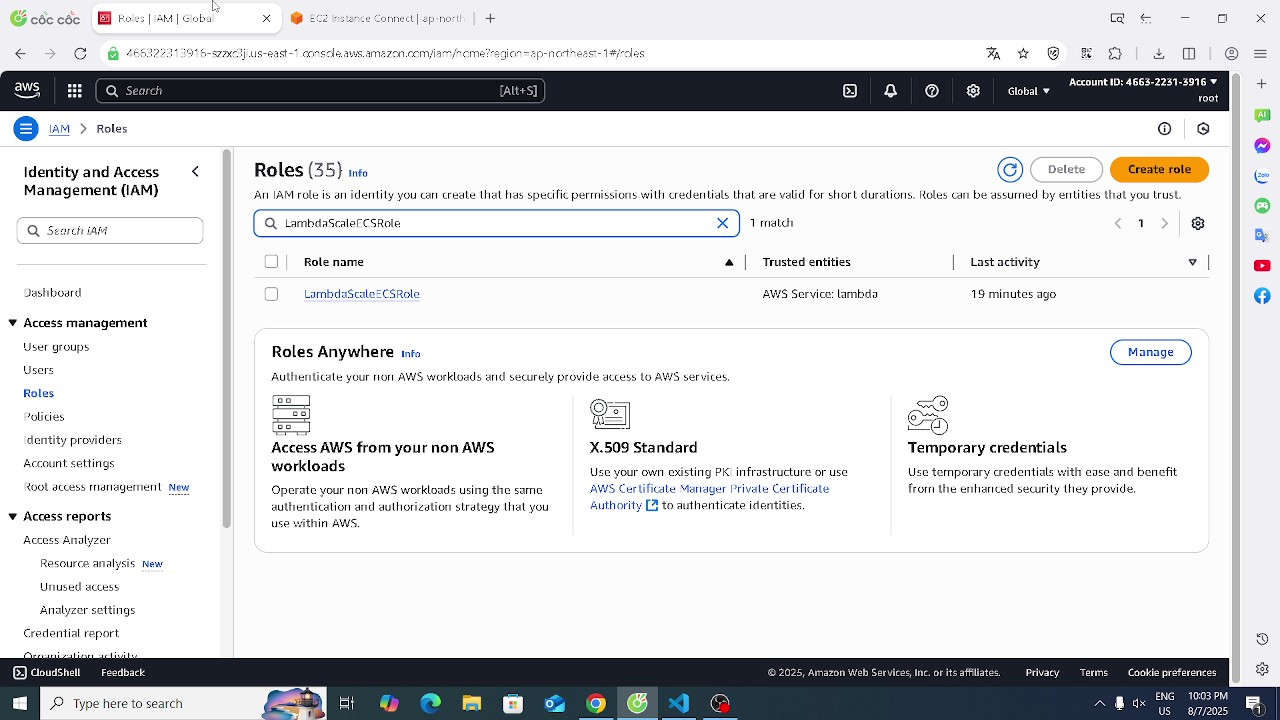 cốc cốc
Roles | IAM | Global
EC2 Instance Connect | ap-north
466322313916-szzxc3ji.us-east-1.console.aws.amazon.com/iam/home?region=ap-northeast-1#/roles
aws
Search
[Alt+S]
Global
Account ID: 4663-2231-3916
root
IAM
Roles
Identity and Access
Management (IAM)
Search IAM
Dashboard
Access management
User groups
Users
Roles
Policies
Identity providers
Account settings
Root access management New
Access reports
Access Analyzer
Resource analysis New
Unused access
Analyzer settings
Credential report
Organization activity
Roles (35) Info
Delete
Create role
An IAM role is an identity you can create that has specific permissions with credentials that are valid for short durations. Roles can be assumed by entities that you trust.
LambdaScaleECSRole
1 match
1
Role name
Trusted entities
Last activity
LambdaScaleECSRole
AWS Service: lambda
19 minutes ago
Roles Anywhere Info
Manage
Authenticate your non AWS workloads and securely provide access to AWS services.
Access AWS from your non AWS
workloads
Operate your non AWS workloads using the same
authentication and authorization strategy that you
use within AWS.
X.509 Standard
Use your own existing PKI infrastructure or use
AWS Certificate Manager Private Certificate
Authority to authenticate identities.
Temporary credentials
Use temporary credentials with ease and benefit
from the enhanced security they provide.
CloudShell
Feedback
© 2025, Amazon Web Services, Inc. or its affiliates.
Privacy
Terms
Cookie preferences
AI
Zalo
Type here to search
ENG
US
10:03 PM
8/7/2025